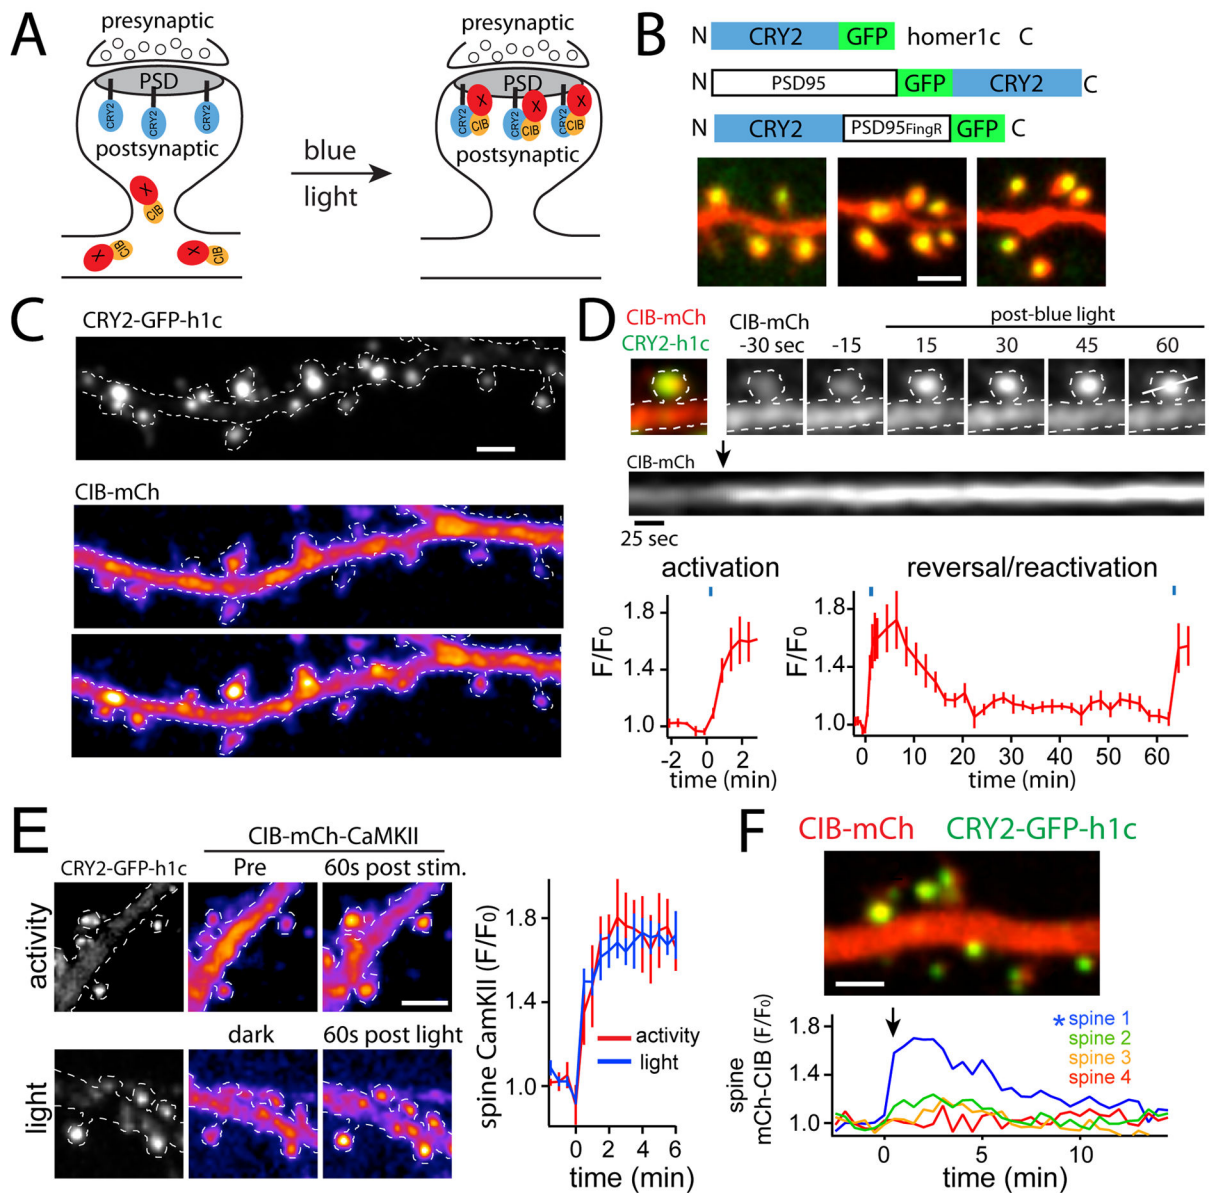 A
presynaptic
PSD
CRY2
CRY2
CRY2
postsynaptic
X
CIB
X
CIB
X
CIB
blue
light
presynaptic
PSD
CRY2
X
CIB
CRY2
X
CIB
CRY2
X
CIB
postsynaptic
B
N CRY2 GFP homer1c C
N PSD95 GFP CRY2 C
N CRY2 PSD95FingR GFP C
C
CRY2-GFP-h1c
CIB-mCh
D
CIB-mCh
CRY2-h1c
CIB-mCh
post-blue light
-30 sec -15 15 30 45 60
CIB-mCh
25 sec
activation
F/F0
1.8
1.4
1.0
-2 0 2
time (min)
reversal/reactivation
F/F0
1.8
1.4
1.0
0 10 20 30 40 50 60
time (min)
E
CIB-mCh-CaMKII
CRY2-GFP-h1c Pre 60s post stim.
activity
dark 60s post light
light
spine CamKII (F/F0)
1.8
1.4
1.0
activity
light
0 2 4 6
time (min)
F
CIB-mCh CRY2-GFP-h1c
spine
mCh-CIB (F/F0)
1.8
1.4
1.0
* spine 1
spine 2
spine 3
spine 4
0 5 10
time (min)